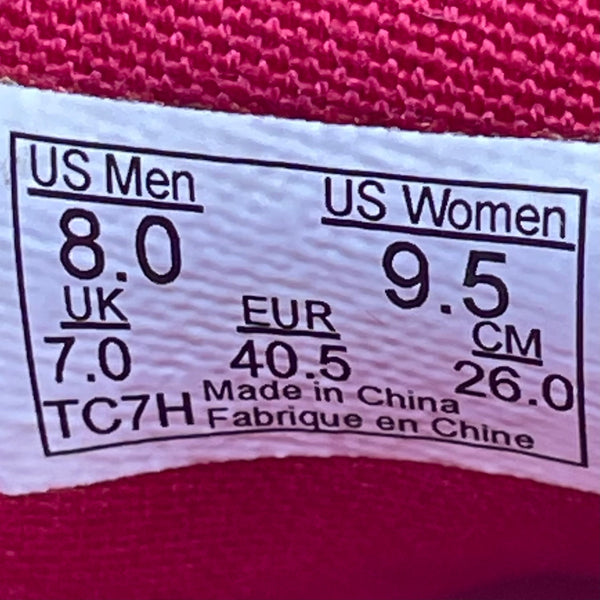 US Men US Women
8.0 9.5
UK EUR CM
7.0 40.5 26.0
TC7H Made in China
Fabrique en Chine